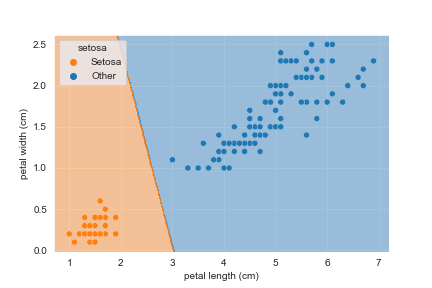 setosa
Setosa
Other
petal width (cm)
2.5
2.0
1.5
1.0
0.5
0.0
1 2 3 4 5 6 7
petal length (cm)